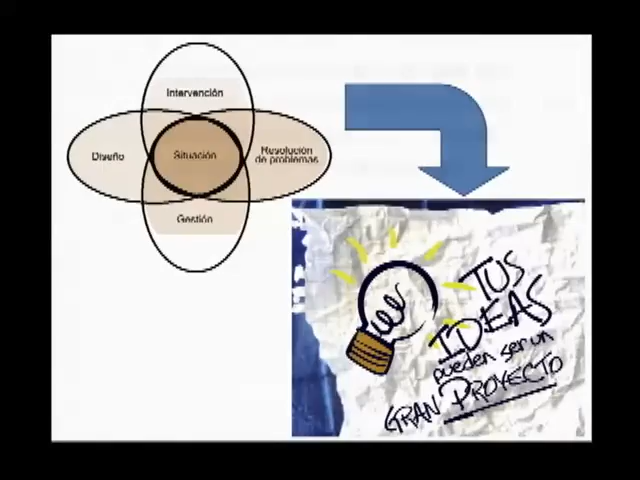 Intervención
Diseño
Situación
Resolución
de problemas
Gestión
TUS
IDEAS
pueden ser un
GRAN PROYECTO